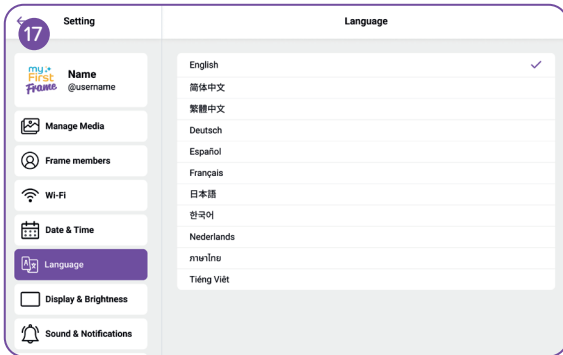 17
Setting
Language
my
First
Frame
Name
@username
Manage Media
Frame members
Wi-Fi
Date & Time
Language
Display & Brightness
Sound & Notifications
English
简体中文
繁體中文
Deutsch
Español
Français
日本語
한국어
Nederlands
ภาษาไทย
Tiéng Viêt